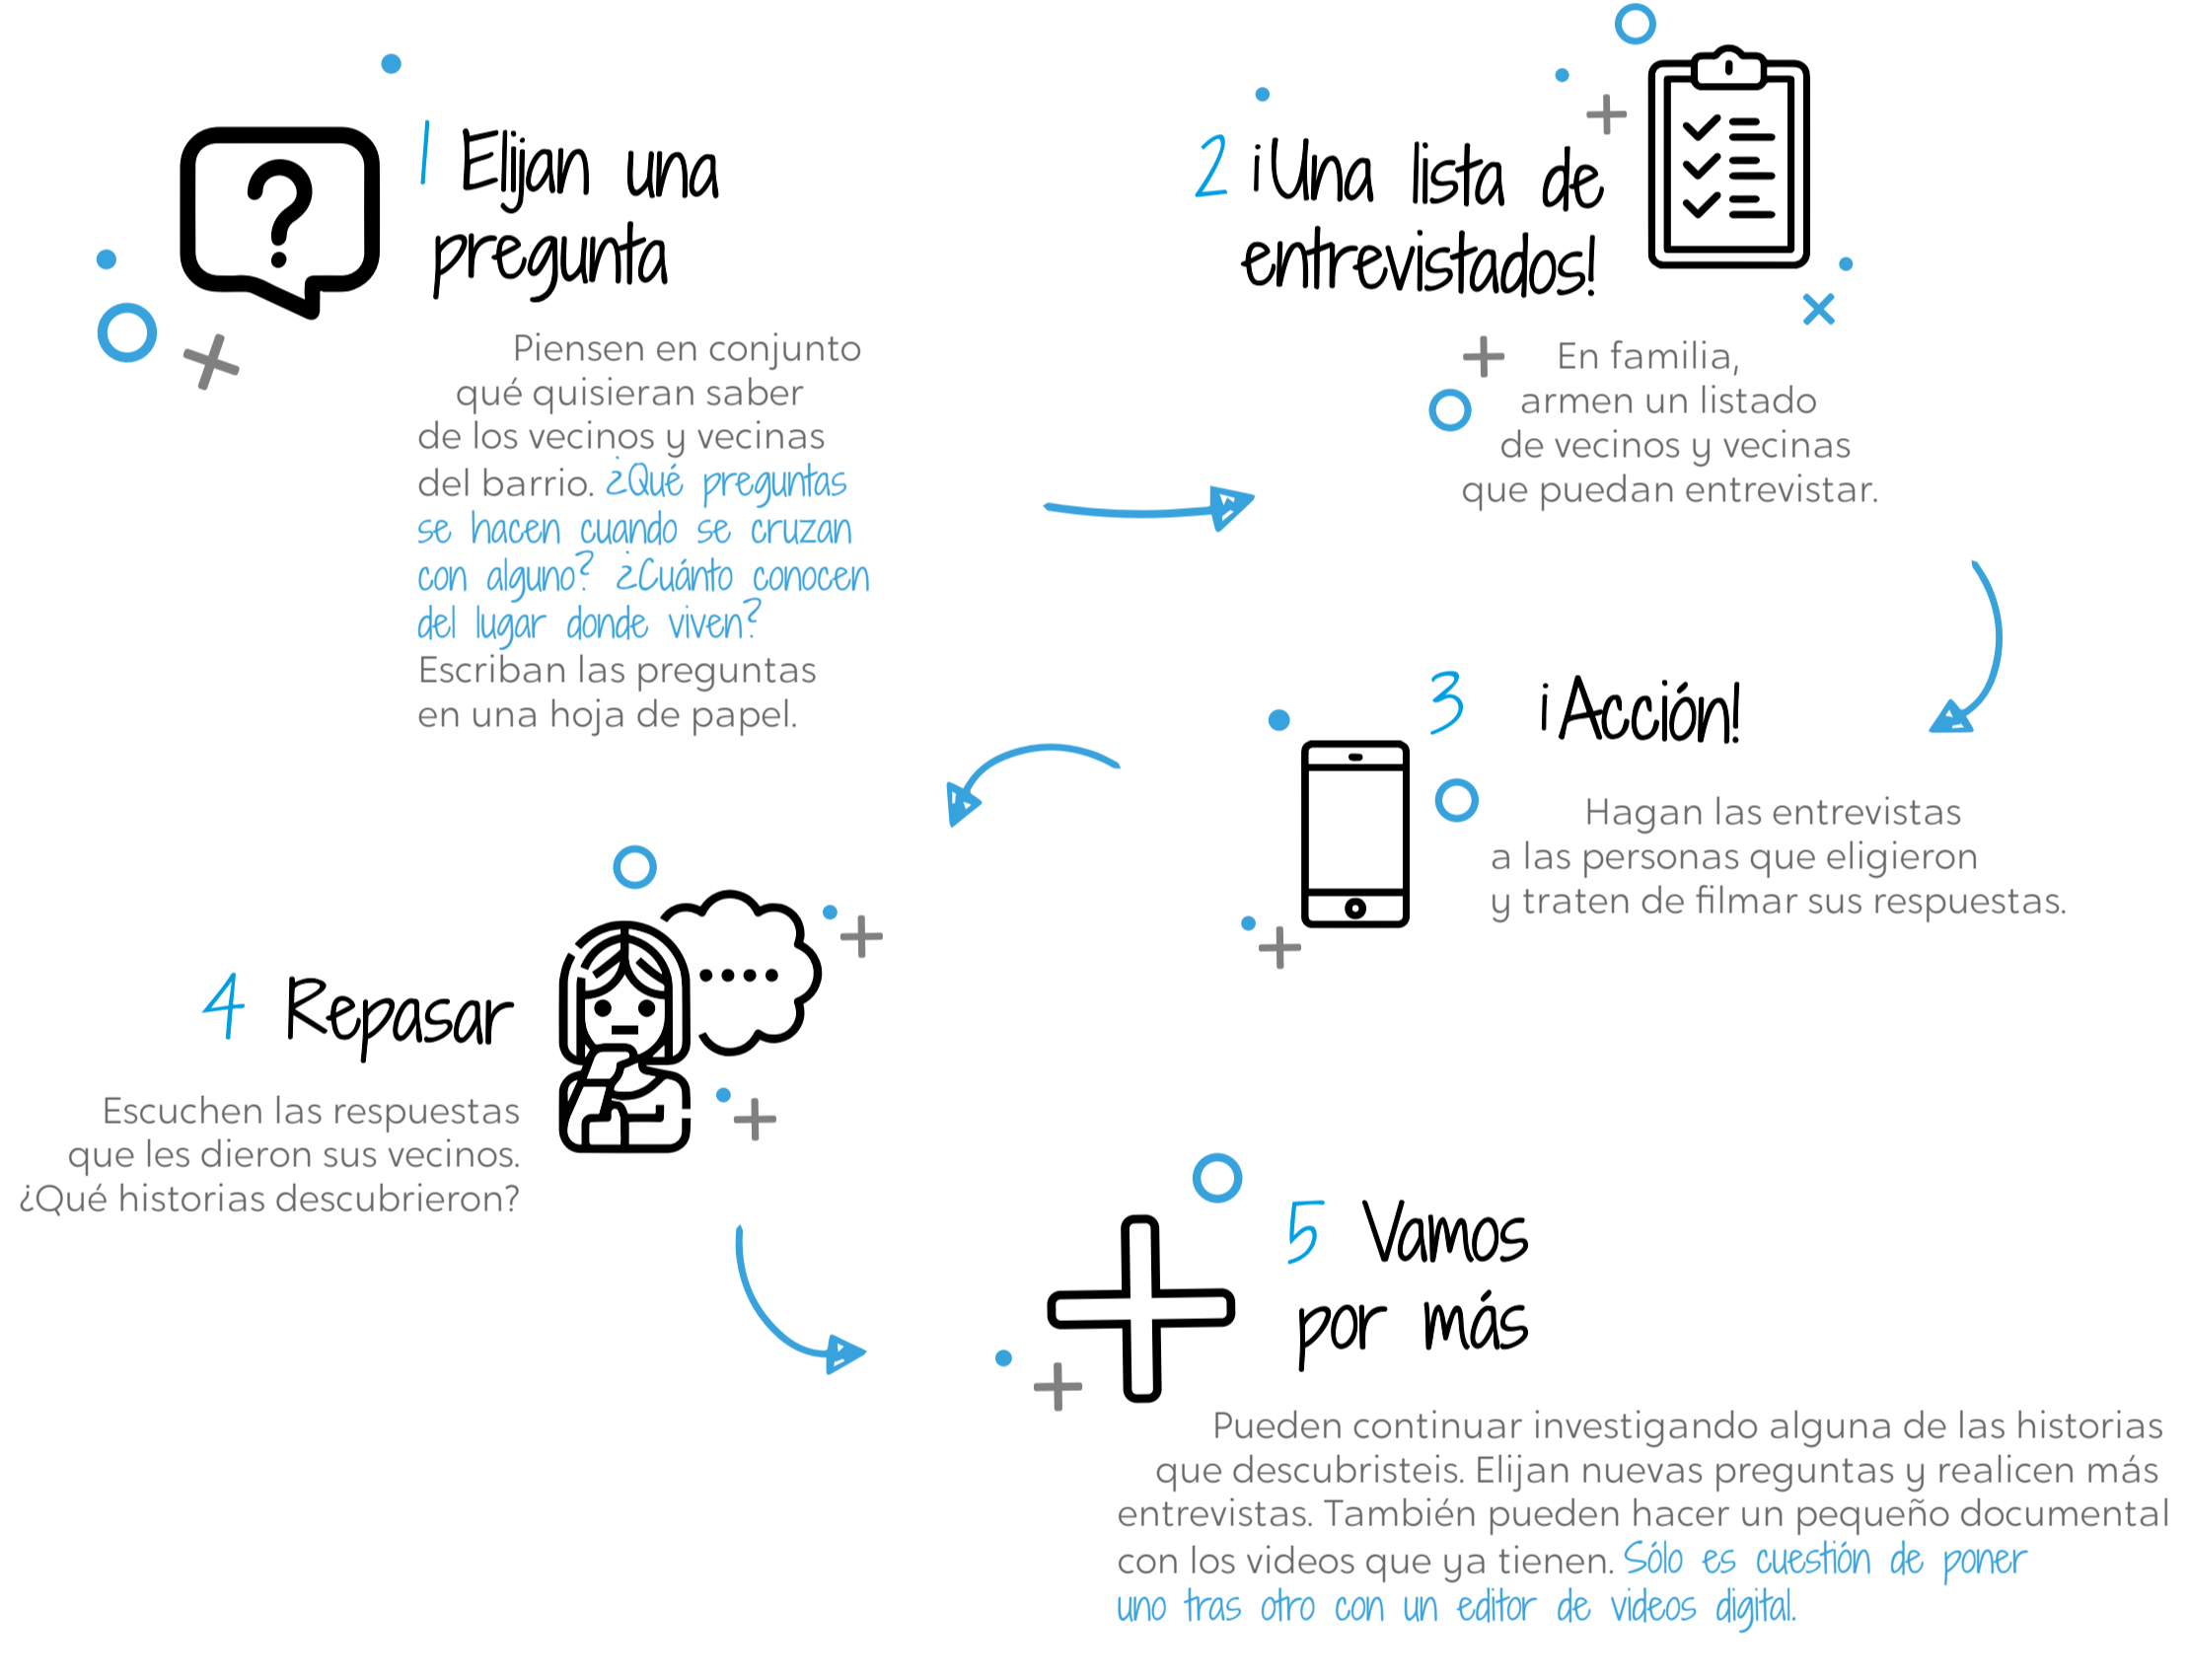 1 Elijan una
pregunta
Piensen en conjunto
qué quisieran saber
de los vecinos y vecinas
del barrio. ¿Qué preguntas
se hacen cuando se cruzan
con alguno? ¿Cuánto conocen
del lugar donde viven?
Escriban las preguntas
en una hoja de papel.
2 ¡Una lista de
entrevistados!
En familia,
armen un listado
de vecinos y vecinas
que puedan entrevistar.
3 ¡Acción!
Hagan las entrevistas
a las personas que eligieron
y traten de filmar sus respuestas.
4 Repasar
Escuchen las respuestas
que les dieron sus vecinos.
¿Qué historias descubrieron?
5 Vamos
por más
Pueden continuar investigando alguna de las historias
que descubristeis. Elijan nuevas preguntas y realicen más
entrevistas. También pueden hacer un pequeño documental
con los videos que ya tienen. Sólo es cuestión de poner
uno tras otro con un editor de videos digital.